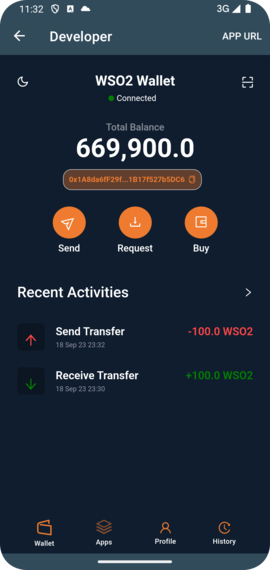 11:32
3G
Developer
APP URL
WSO2 Wallet
Connected
Total Balance
669,900.0
0x1A8da6fF29f...1B17f527b5DC6
Send
Request
Buy
Recent Activities
Send Transfer
-100.0 WSO2
18 Sep 23 23:32
Receive Transfer
+100.0 WSO2
18 Sep 23 23:30
Wallet
Apps
Profile
History